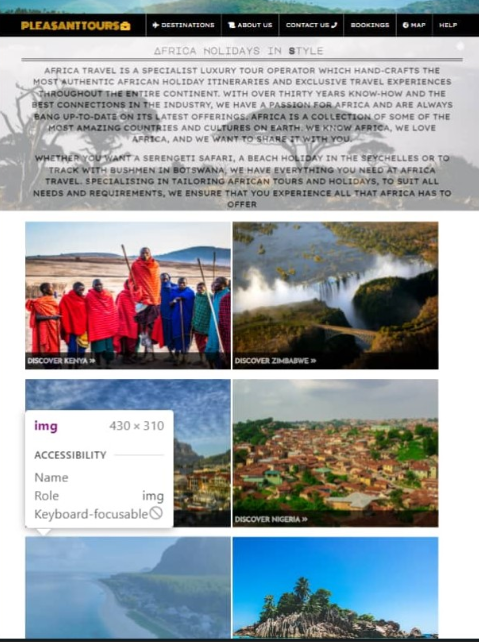 PLEASANTTOURS
DESTINATIONS
ABOUT US
CONTACT US
BOOKINGS
MAP
HELP
AFRICA HOLIDAYS IN STYLE
AFRICA TRAVEL IS A SPECIALIST LUXURY TOUR OPERATOR WHICH HAND-CRAFTS THE
MOST AUTHENTIC AFRICAN HOLIDAY ITINERARIES AND EXCLUSIVE TRAVEL EXPERIENCES
THROUGHOUT THE ENTIRE CONTINENT. WITH OVER THIRTY YEARS KNOW-HOW AND THE
BEST CONNECTIONS IN THE INDUSTRY, WE HAVE A PASSION FOR AFRICA AND ARE ALWAYS
BANG UP-TO-DATE ON ITS LATEST OFFERINGS. AFRICA IS A COLLECTION OF SOME OF THE
MOST AMAZING COUNTRIES AND CULTURES ON EARTH. WE KNOW AFRICA, WE LOVE
AFRICA, AND WE WANT TO SHARE IT WITH YOU.
WHETHER YOU WANT A SERENGETI SAFARI, A BEACH HOLIDAY IN THE SEYCHELLES OR TO
TRACK WITH BUSHMEN IN BOTSWANA, WE HAVE EVERYTHING YOU NEED AT AFRICA
TRAVEL. SPECIALISING IN TAILORING AFRICAN TOURS AND HOLIDAYS, TO SUIT ALL
NEEDS AND REQUIREMENTS, WE ENSURE THAT YOU EXPERIENCE ALL THAT AFRICA HAS TO
OFFER
DISCOVER KENYA »
DISCOVER ZIMBABWE »
img 430 × 310
ACCESSIBILITY
Name
Role img
Keyboard-focusable
DISCOVER NIGERIA »